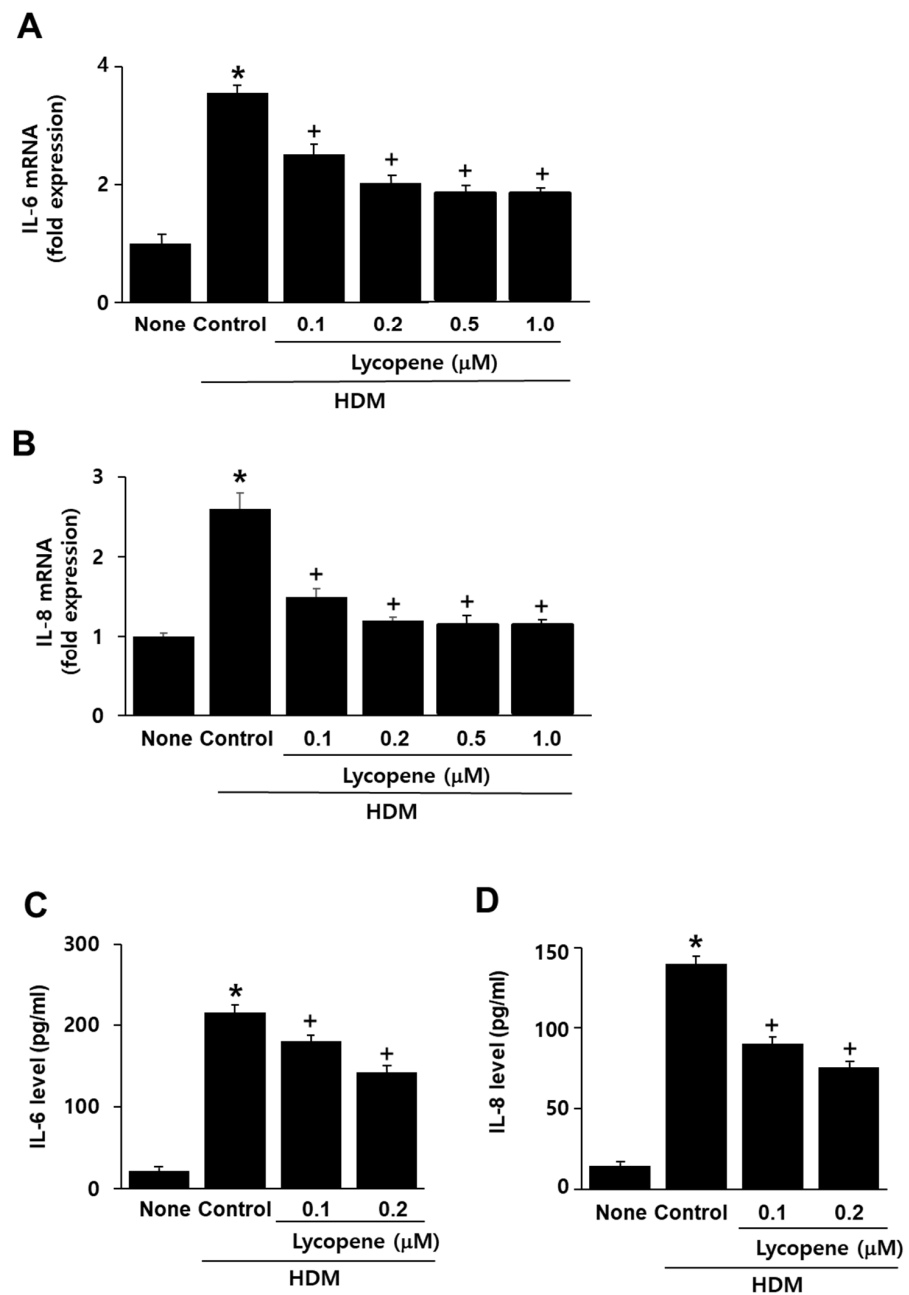 A
IL-6 mRNA
(fold expression)
4
2
0
*
+ + + +
None Control 0.1 0.2 0.5 1.0
Lycopene (μM)
HDM
B
IL-8 mRNA
(fold expression)
3
2
1
0
*
+ + + +
None Control 0.1 0.2 0.5 1.0
Lycopene (μM)
HDM
C
IL-6 level (pg/ml)
300
200
100
0
*
+ +
None Control 0.1 0.2
Lycopene (μM)
HDM
D
IL-8 level (pg/ml)
150
100
50
0
*
+ +
None Control 0.1 0.2
Lycopene (μM)
HDM